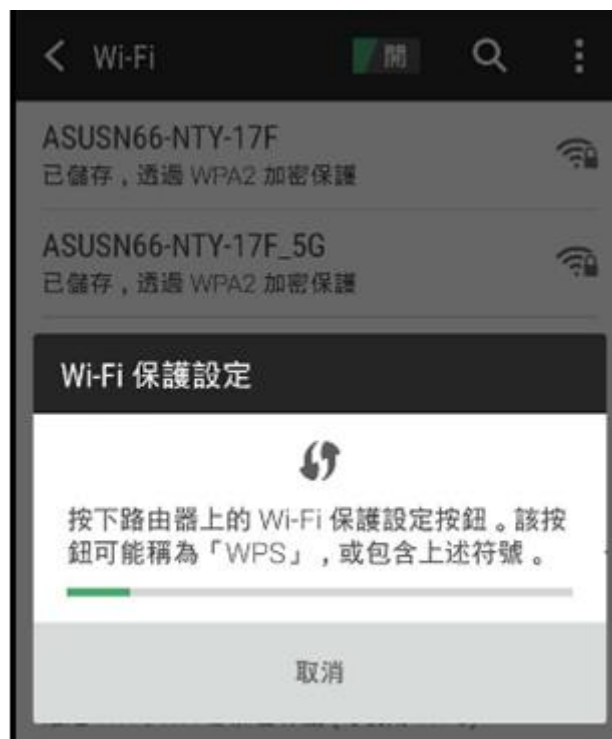 Wi-Fi
開
ASUSN66-NTY-17F
已儲存，透過 WPA2 加密保護
ASUSN66-NTY-17F_5G
已儲存，透過 WPA2 加密保護
Wi-Fi 保護設定
按下路由器上的 Wi-Fi 保護設定按鈕。該按
鈕可能稱為「WPS」，或包含上述符號。
取消